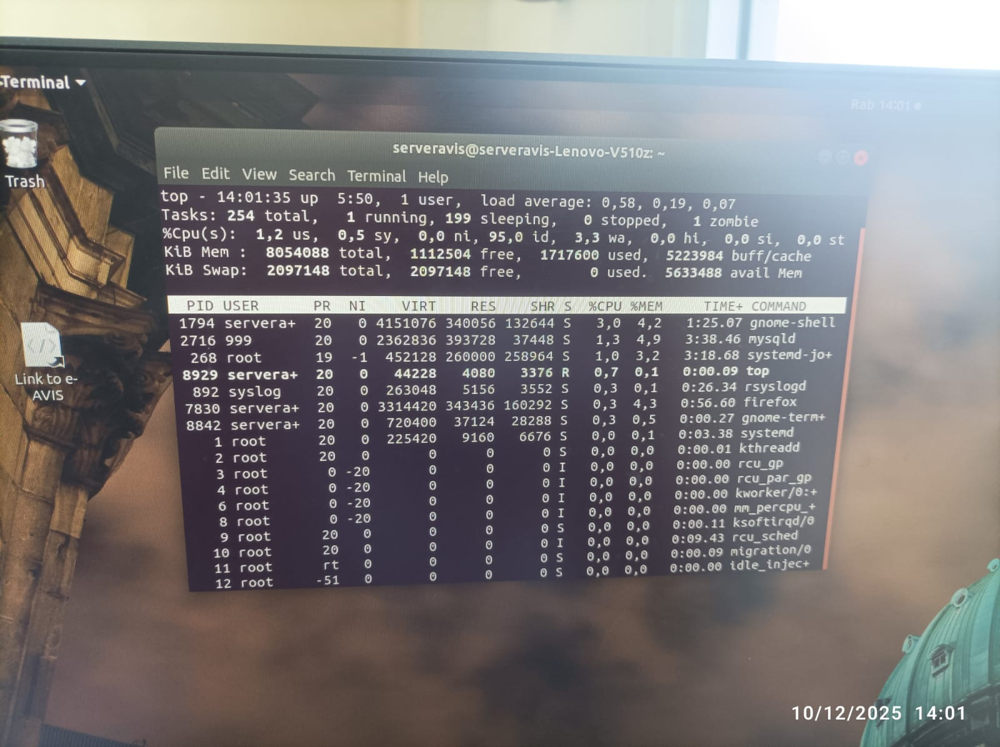 Terminal
Rab 14:01
Trash
Link to e-
AVIS
serveravis@serveravis-Lenovo-V510z: ~
File Edit View Search Terminal Help
top - 14:01:35 up  5:50,  1 user,  load average: 0,58, 0,19, 0,07
Tasks: 254 total,   1 running, 199 sleeping,   0 stopped,   1 zombie
%Cpu(s):  1,2 us,  0,5 sy,  0,0 ni, 95,0 id,  3,3 wa,  0,0 hi,  0,0 si,  0,0 st
KiB Mem :  8054088 total,  1112504 free,  1717600 used,  5223984 buff/cache
KiB Swap:  2097148 total,  2097148 free,        0 used.  5633488 avail Mem
PID USER PR NI VIRT RES SHR S %CPU %MEM TIME+ COMMAND
1794 servera+ 20 0 4151076 340056 132644 S 3,0 4,2 1:25.07 gnome-shell
2716 999 20 0 2362836 393728 37448 S 1,3 4,9 3:38.46 mysqld
268 root 19 -1 452128 260000 258964 S 1,0 3,2 3:18.68 systemd-jo+
8929 servera+ 20 0 44228 4080 3376 R 0,7 0,1 0:00.09 top
892 syslog 20 0 263048 5156 3552 S 0,3 0,1 0:26.34 rsyslogd
7830 servera+ 20 0 3314420 343436 160292 S 0,3 4,3 0:56.60 firefox
8842 servera+ 20 0 720400 37124 28288 S 0,3 0,5 0:00.27 gnome-term+
1 root 20 0 225420 9160 6676 S 0,0 0,1 0:03.38 systemd
2 root 20 0 0 0 0 S 0,0 0,0 0:00.01 kthreadd
3 root 0 -20 0 0 0 I 0,0 0,0 0:00.00 rcu_gp
4 root 0 -20 0 0 0 I 0,0 0,0 0:00.00 rcu_par_gp
6 root 0 -20 0 0 0 I 0,0 0,0 0:00.00 kworker/0:+
8 root 0 -20 0 0 0 I 0,0 0,0 0:00.00 mm_percpu_+
9 root 20 0 0 0 0 S 0,0 0,0 0:00.11 ksoftirqd/0
10 root 20 0 0 0 0 I 0,0 0,0 0:09.43 rcu_sched
11 root rt 0 0 0 0 S 0,0 0,0 0:00.09 migration/0
12 root -51 0 0 0 0 S 0,0 0,0 0:00.00 idle_injec+
10/12/2025 14:01